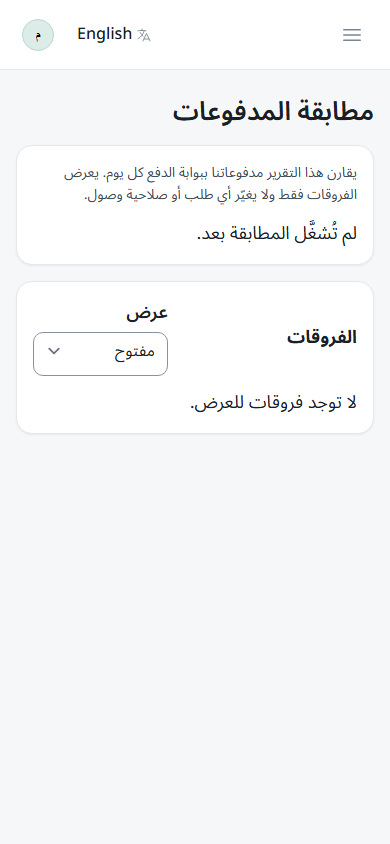 م
English
مطابقة المدفوعات
يقارن هذا التقرير مدفوعاتنا ببوابة الدفع كل يوم. يعرض
الفروقات فقط ولا يغيّر أي طلب أو صلاحية وصول.
لم تُشغَّل المطابقة بعد.
عرض
الفروقات
مفتوح
لا توجد فروقات للعرض.